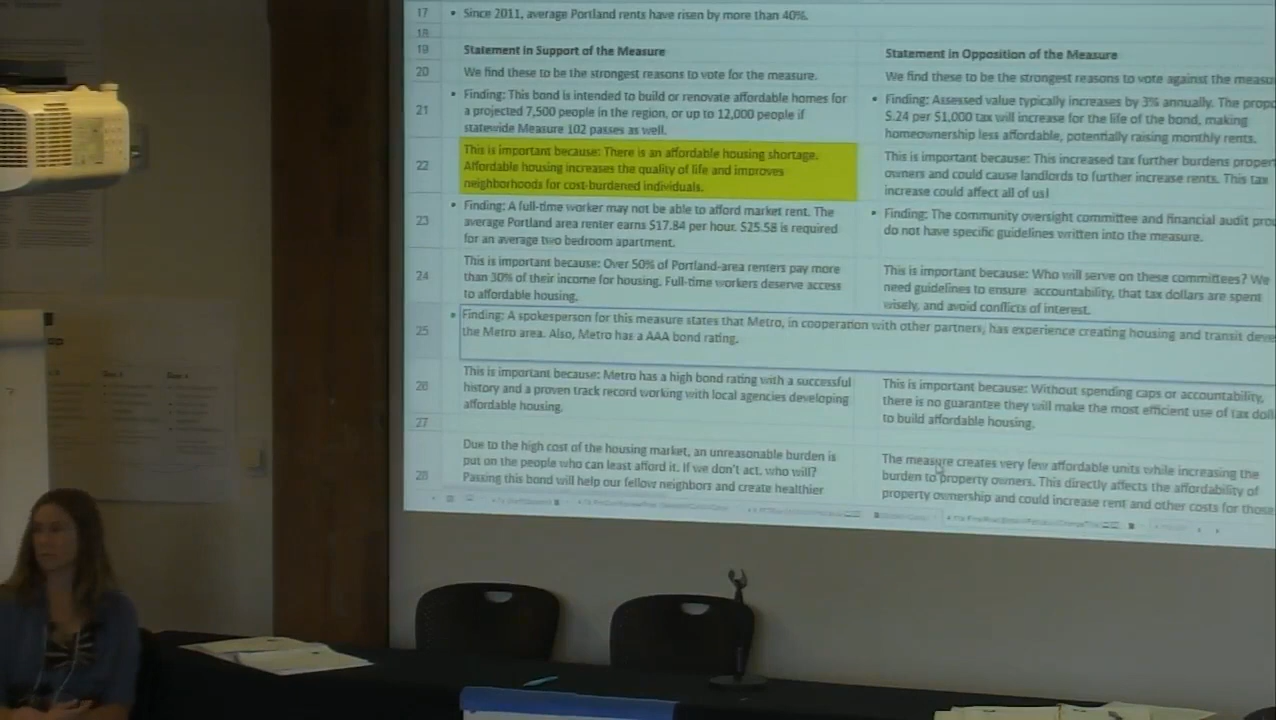 17 • Since 2011, average Portland rents have risen by more than 40%.
18
19 Statement in Support of the Measure
Statement in Opposition of the Measure
20 We find these to be the strongest reasons to vote for the measure.
We find these to be the strongest reasons to vote against the measu
21 • Finding: This bond is intended to build or renovate affordable homes for
a projected 7,500 people in the region, or up to 12,000 people if
statewide Measure 102 passes as well.
• Finding: Assessed value typically increases by 3% annually. The propo
$.24 per $1,000 tax will increase for the life of the bond, making
homeownership less affordable, potentially raising monthly rents.
22 This is important because: There is an affordable housing shortage.
Affordable housing increases the quality of life and improves
neighborhoods for cost-burdened individuals.
This is important because: This increased tax further burdens proper
owners and could cause landlords to further increase rents. This tax
increase could affect all of us!
23 • Finding: A full-time worker may not be able to afford market rent. The
average Portland area renter earns $17.84 per hour. $25.58 is required
for an average two bedroom apartment.
• Finding: The community oversight committee and financial audit pro
do not have specific guidelines written into the measure.
24 This is important because: Over 50% of Portland-area renters pay more
than 30% of their income for housing. Full-time workers deserve access
to affordable housing.
This is important because: Who will serve on these committees? We
need guidelines to ensure accountability, that tax dollars are spent
wisely, and avoid conflicts of interest.
25 • Finding: A spokesperson for this measure states that Metro, in cooperation with other partners, has experience creating housing and transit deve
the Metro area. Also, Metro has a AAA bond rating.
26 This is important because: Metro has a high bond rating with a successful
history and a proven track record working with local agencies developing
affordable housing.
This is important because: Without spending caps or accountability,
there is no guarantee they will make the most efficient use of tax doll
to build affordable housing.
27
28 Due to the high cost of the housing market, an unreasonable burden is
put on the people who can least afford it. If we don't act, who will?
Passing this bond will help our fellow neighbors and create healthier
The measure creates very few affordable units while increasing the
burden to property owners. This directly affects the affordability of
property ownership and could increase rent and other costs for those